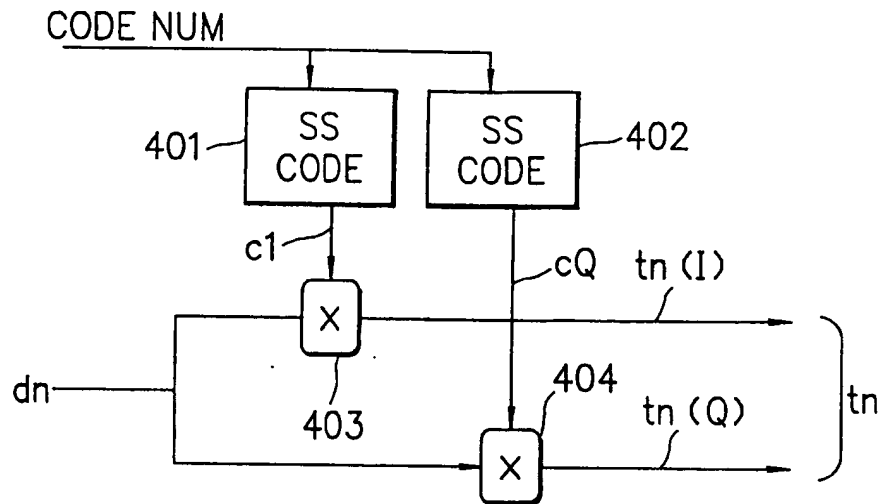 CODE NUM
SS
CODE
401
SS
CODE
402
c1
cQ
tn (I)
X
403
dn
404
tn (Q)
X
tn